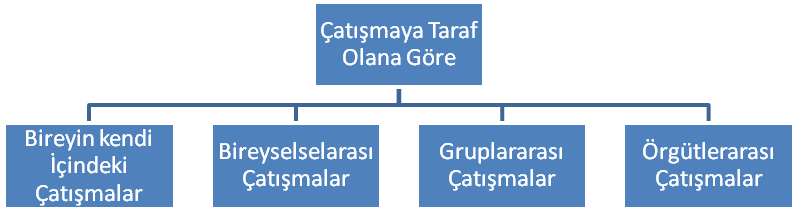 Çatışmaya Taraf
Olana Göre
Bireyin kendi
İçindeki
Çatışmalar
Bireyselselarası
Çatışmalar
Gruplararası
Çatışmalar
Örgütlerarası
Çatışmalar